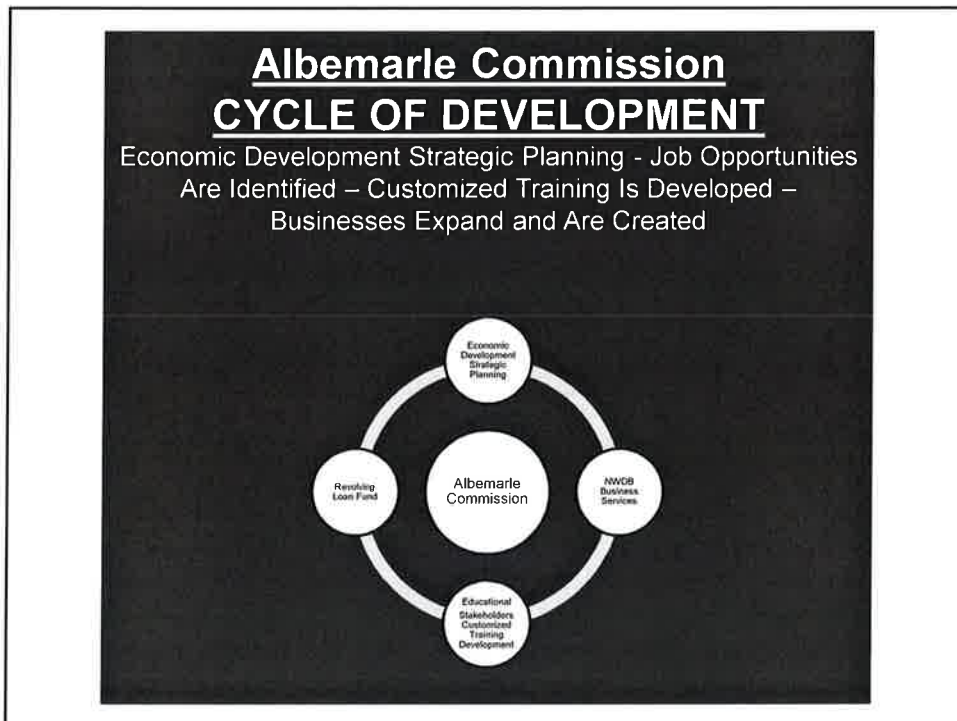 Albemarle Commission
CYCLE OF DEVELOPMENT
Economic Development Strategic Planning - Job Opportunities
Are Identified – Customized Training Is Developed –
Businesses Expand and Are Created
Economic
Development
Strategic
Planning
Revolving
Loan Fund
Albemarle
Commission
NWDB
Business
Services
Educational
Stakeholders
Customized
Training
Development